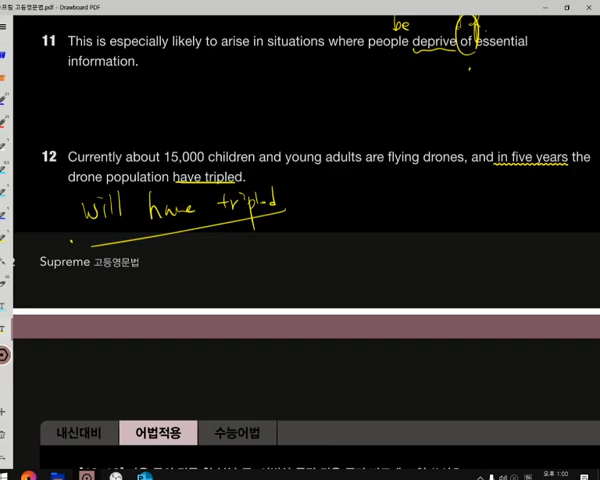 프림 고등영문법.pdf - Drawboard PDF
be
of
11 This is especially likely to arise in situations where people deprive of essential
information.
12 Currently about 15,000 children and young adults are flying drones, and in five years the
drone population have tripled.
will have tripled
2 Supreme 고등영문법
내신대비 어법적용 수능어법
오후 1:00